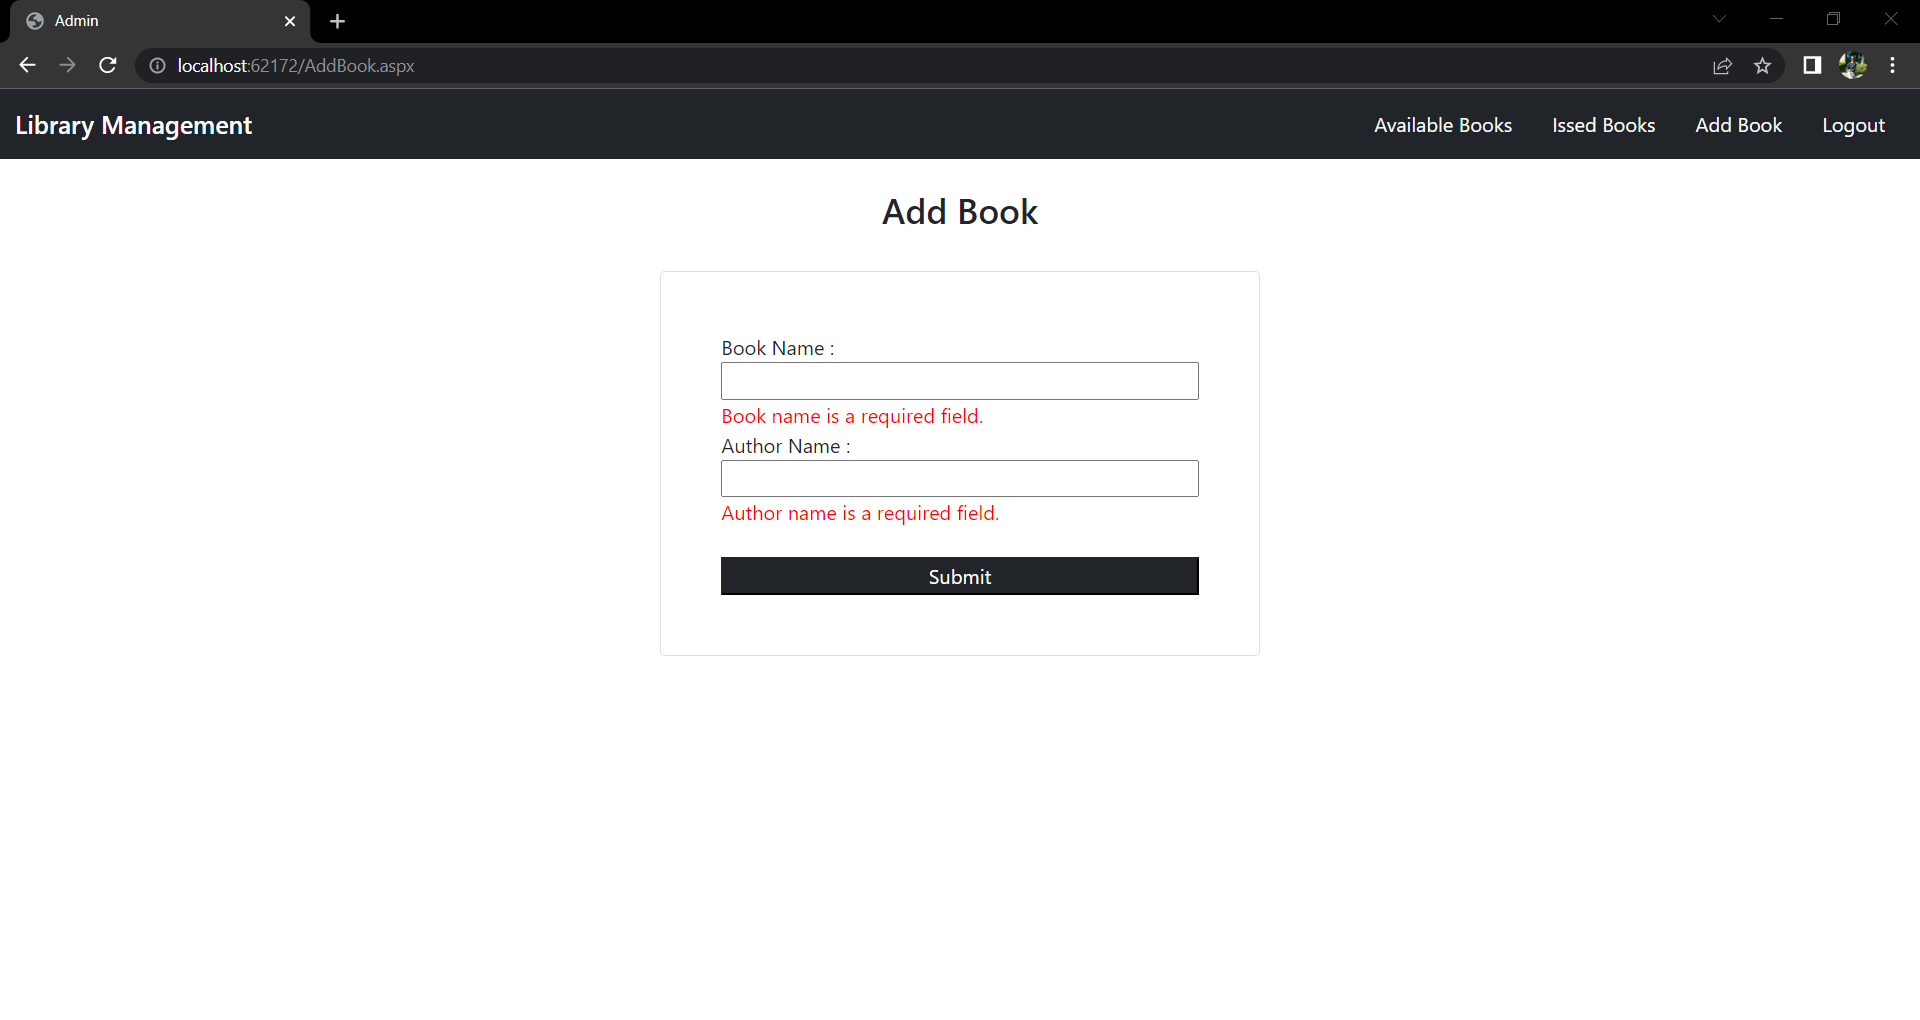 Admin
localhost:62172/AddBook.aspx
Library Management
Available Books
Issed Books
Add Book
Logout
Add Book
Book Name :
Book name is a required field.
Author Name :
Author name is a required field.
Submit